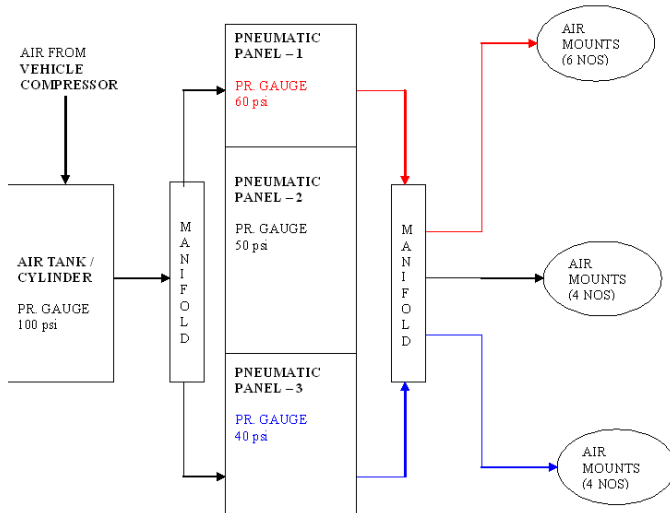 AIR FROM
VEHICLE
COMPRESSOR
AIR TANK /
CYLINDER
PR. GAUGE
100 psi
MANIFOLD
PNEUMATIC
PANEL – 1
PR. GAUGE
60 psi
PNEUMATIC
PANEL – 2
PR. GAUGE
50 psi
PNEUMATIC
PANEL – 3
PR. GAUGE
40 psi
MANIFOLD
AIR
MOUNTS
(6 NOS)
AIR
MOUNTS
(4 NOS)
AIR
MOUNTS
(4 NOS)